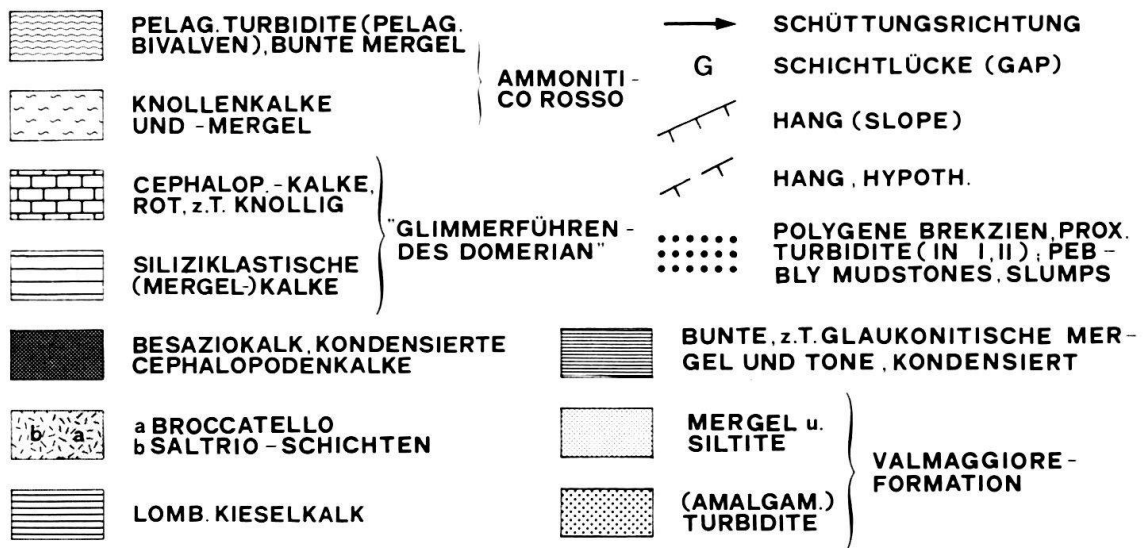 PELAG. TURBIDITE (PELAG.
BIVALVEN), BUNTE MERGEL
KNOLLENKALKE
UND -MERGEL
AMMONITI-
CO ROSSO
CEPHALOP.-KALKE,
ROT, z.T. KNOLLIG
SILIZIKLASTISCHE
(MERGEL-)KALKE
"GLIMMERFÜHREN-
DES DOMERIAN"
BESAZIOKALK, KONDENSIERTE
CEPHALOPODENKALKE
b a
a BROCCATELLO
b SALTRIO-SCHICHTEN
LOMB. KIESELKALK
SCHÜTTUNGSRICHTUNG
G SCHICHTLÜCKE (GAP)
HANG (SLOPE)
HANG, HYPOTH.
POLYGENE BREKZIEN, PROX.
TURBIDITE (IN I, II); PEB-
BLY MUDSTONES, SLUMPS
BUNTE, z.T. GLAUKONITISCHE MER-
GEL UND TONE, KONDENSIERT
MERGEL u.
SILTITE
(AMALGAM.)
TURBIDITE
VALMAGGIORE-
FORMATION